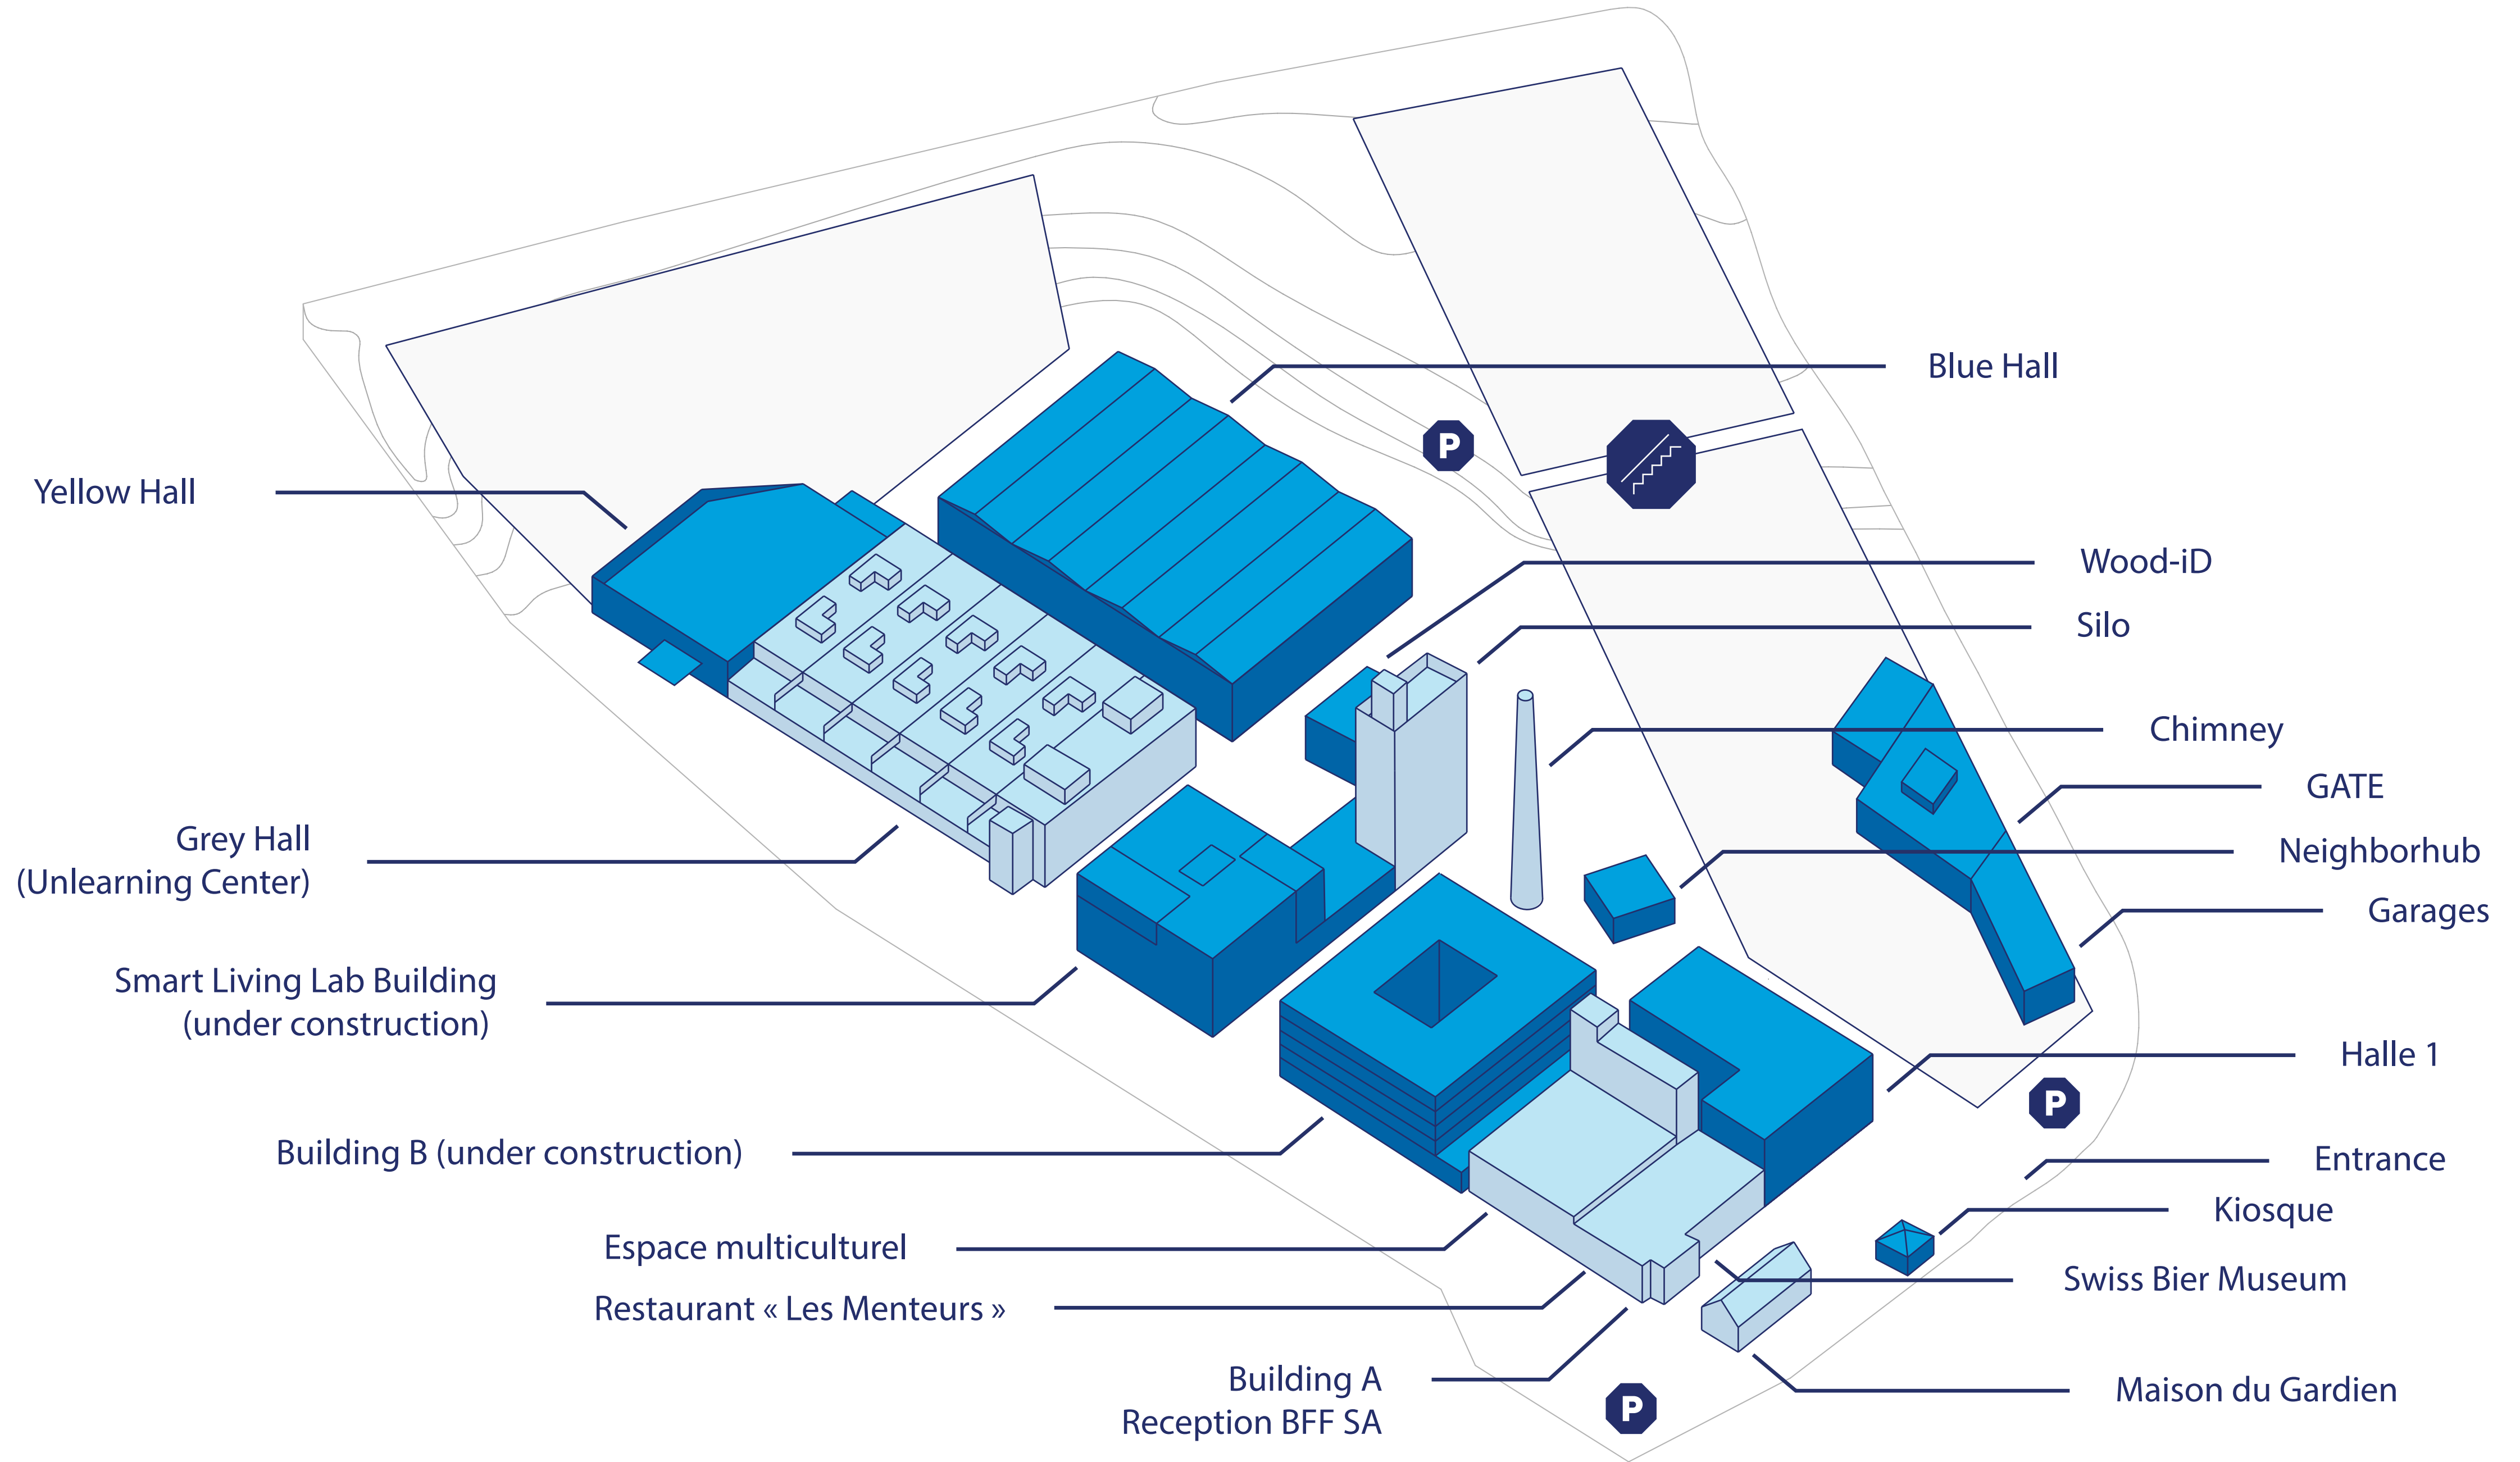 Blue Hall
P
Yellow Hall
Wood-iD
Silo
Chimney
GATE
Grey Hall
(Unlearning Center)
Neighborhub
Garages
Smart Living Lab Building
(under construction)
Halle 1
P
Building B (under construction)
Entrance
Kiosque
Espace multiculturel
Swiss Bier Museum
Restaurant « Les Menteurs »
Building A
Reception BFF SA
Maison du Gardien
P